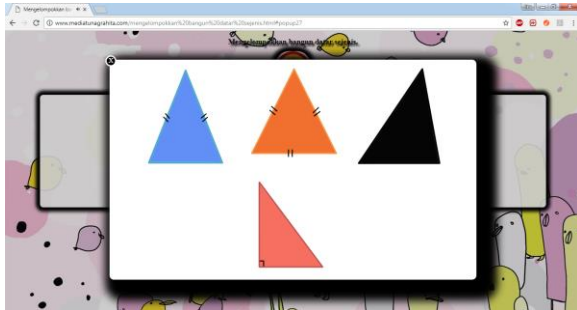 Mengelompokkan ba
www.mediatunagrahita.com/mengelompokkan%20bangun%20datar%20sejenis.html#popup27
Mengelompokkan bangun datar sejenis.
X